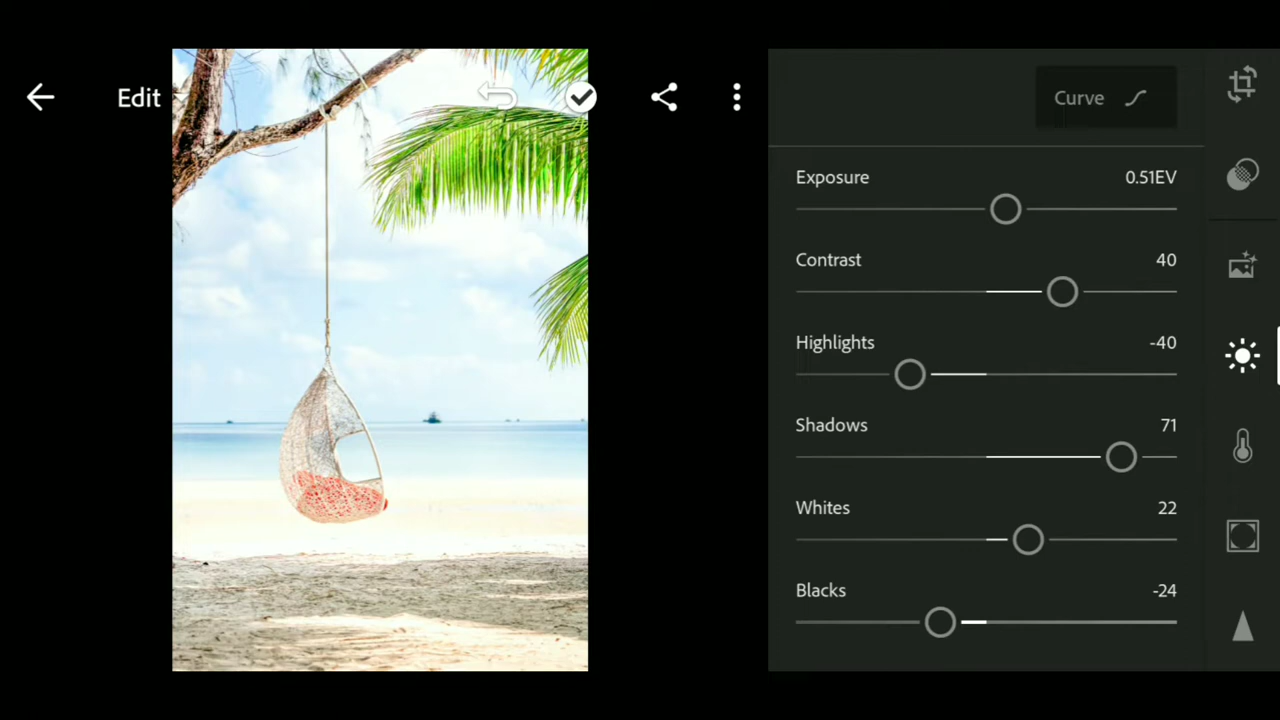 Edit
Curve
Exposure 0.51EV
Contrast 40
Highlights -40
Shadows 71
Whites 22
Blacks -24